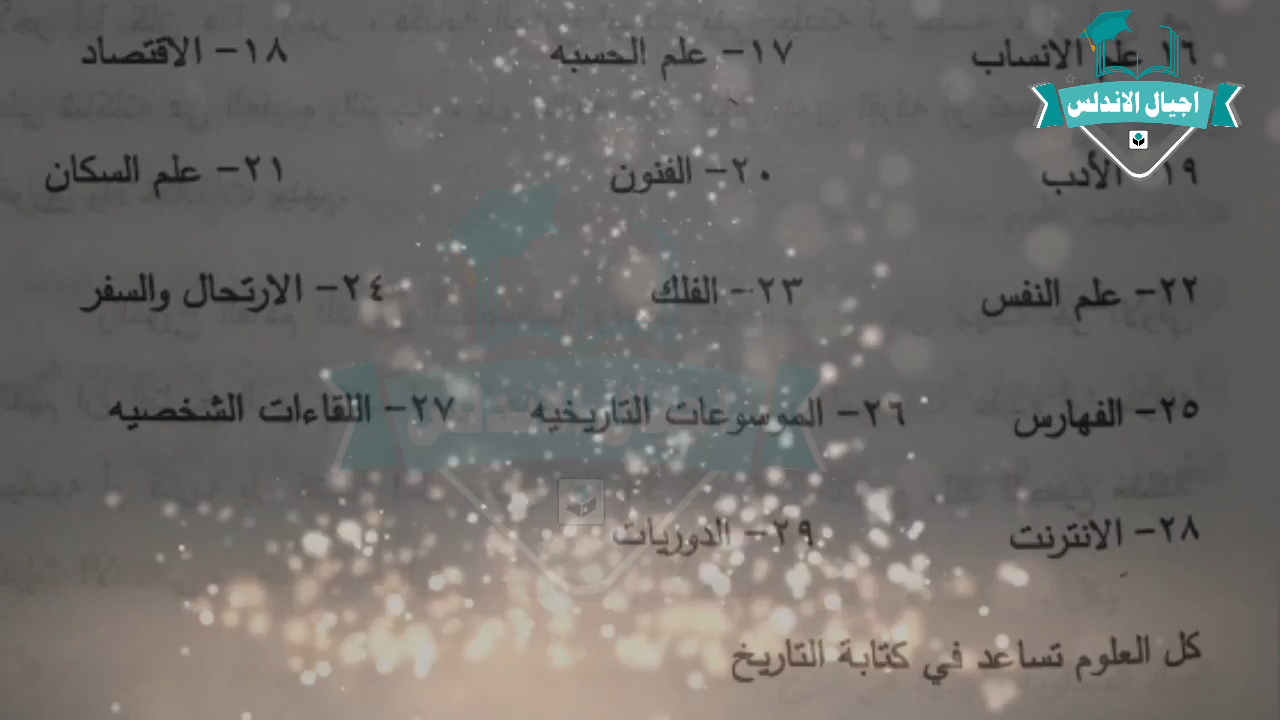 ١٦ علم الانساب ١٧- علم الحسبه ١٨- الاقتصاد
اجيال الاندلس
١٩- الأدب ٢٠- الفنون ٢١- علم السكان
٢٢- علم النفس ٢٣- الفلك ٢٤- الارتحال والسفر
٢٥- الفهارس ٢٦- الموسوعات التاريخيه ٢٧- اللقاءات الشخصيه
٢٨- الانترنت ٢٩- الدوريات
كل العلوم تساعد في كتابة التاريخ